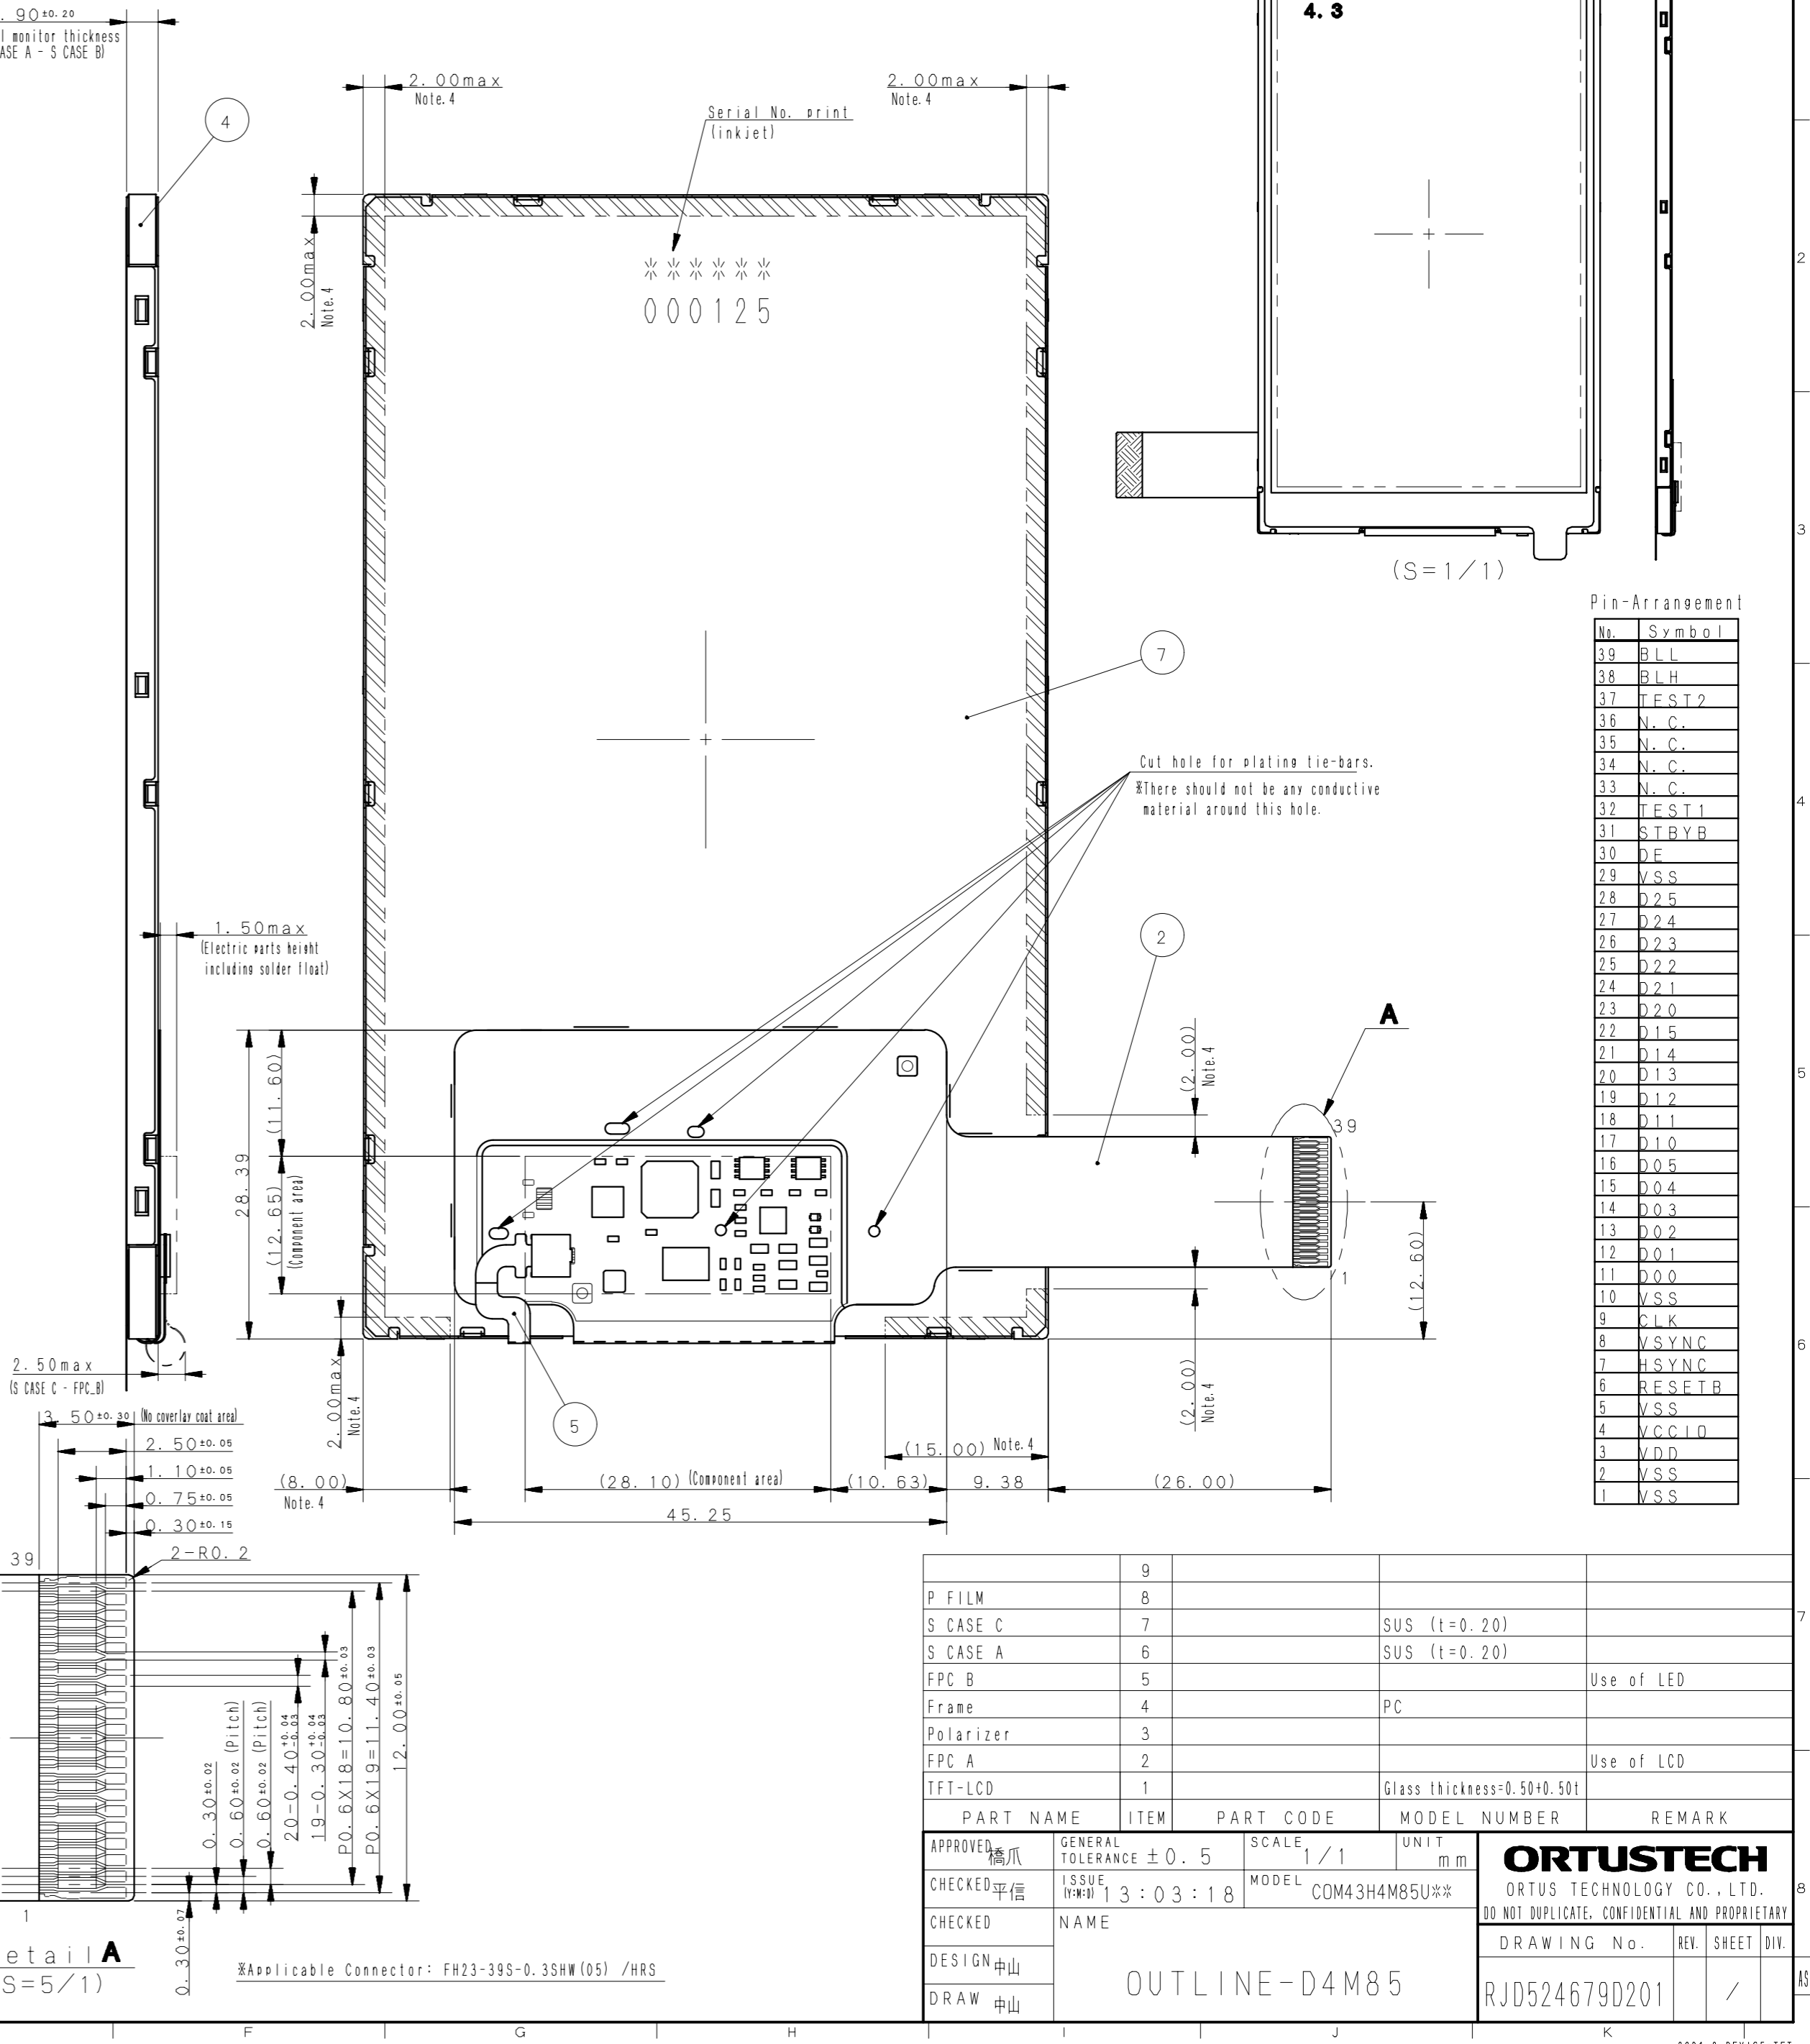 . 90±0.20
l monitor thickness
ASE A - S CASE B)
4
2.00max
Note.4
Serial No. print
(inkjet)
2.00max
Note.4
4.3
2.00max
Note.4
******
000125
(S=1/1)
7
Cut hole for plating tie-bars.
※There should not be any conductive
material around this hole.
1.50max
(Electric parts height
including solder float)
2
A
(2.00)
Note.4
39
1
(12.60)
28.39
(11.60)
(12.65)
(Component area)
2.50max
(S CASE C - FPC_B)
2.00max
Note.4
5
(2.00)
Note.4
(15.00) Note.4
(8.00)
Note.4
(28.10) (Component area)
(10.63)
9.38
(26.00)
45.25
Pin-Arrangement
No. Symbol
39 BLL
38 BLH
37 TEST2
36 N.C.
35 N.C.
34 N.C.
33 N.C.
32 TEST1
31 STBYB
30 DE
29 VSS
28 D25
27 D24
26 D23
25 D22
24 D21
23 D20
22 D15
21 D14
20 D13
19 D12
18 D11
17 D10
16 D05
15 D04
14 D03
13 D02
12 D01
11 D00
10 VSS
9 CLK
8 VSYNC
7 HSYNC
6 RESETB
5 VSS
4 VCCIO
3 VDD
2 VSS
1 VSS
3.50±0.30 (No coverlay coat area)
2.50±0.05
1.10±0.05
0.75±0.05
0.30±0.15
39
2-R0.2
0.30±0.02
0.60±0.02 (Pitch)
0.60±0.02 (Pitch)
20-0.40+0.04 -0.03
19-0.30+0.04 -0.03
P0.6X18=10.80±0.03
P0.6X19=11.40±0.03
12.00±0.05
1
0.30±0.07
etail A
S=5/1)
※Applicable Connector: FH23-39S-0.3SHW(05) /HRS
9
P FILM 8
S CASE C 7 SUS (t=0.20)
S CASE A 6 SUS (t=0.20)
FPC B 5 Use of LED
Frame 4 PC
Polarizer 3
FPC A 2 Use of LCD
TFT-LCD 1 Glass thickness=0.50+0.50t
PART NAME ITEM PART CODE MODEL NUMBER REMARK
APPROVED 橋爪
GENERAL TOLERANCE ±0.5
SCALE 1/1
UNIT mm
CHECKED 平信
ISSUE (Y:M:D) 13:03:18
MODEL COM43H4M85U※※
CHECKED
NAME
DESIGN 中山
OUTLINE-D4M85
DRAW 中山
ORTUSTECH
ORTUS TECHNOLOGY CO.,LTD.
DO NOT DUPLICATE, CONFIDENTIAL AND PROPRIETARY
DRAWING No. REV. SHEET DIV.
RJD524679D201 /
2
3
4
5
6
7
8
AS
F G H I J K